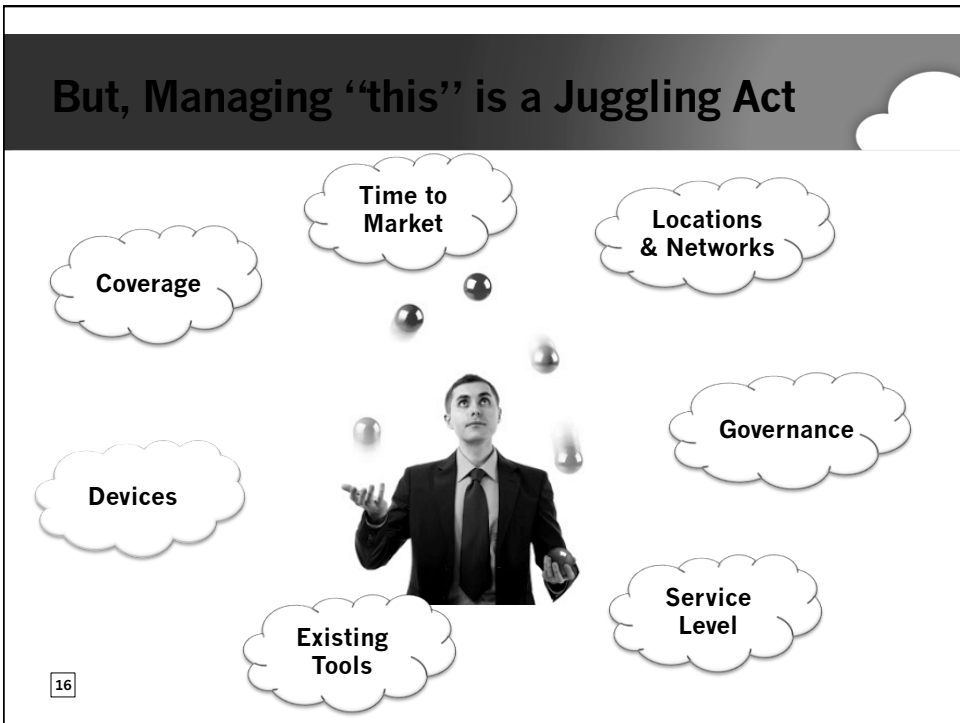 But, Managing “this” is a Juggling Act
Time to
Market
Locations
& Networks
Coverage
Governance
Devices
Service
Level
Existing
Tools
16